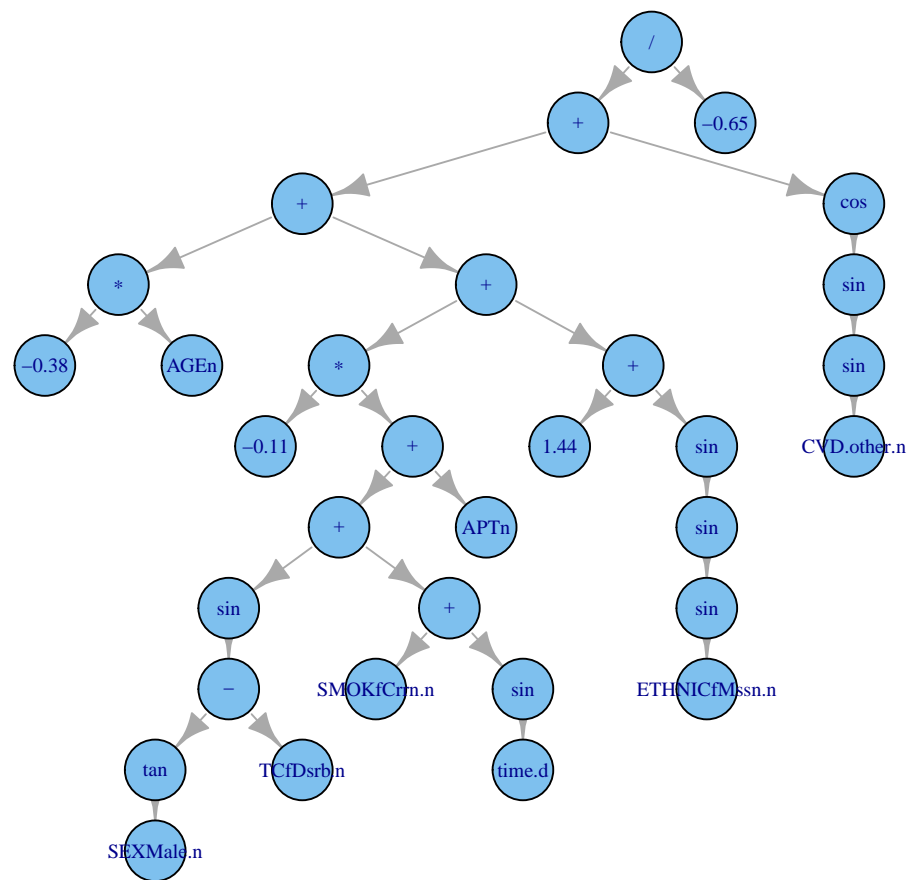 /
+
−0.65
+
cos
*
+
sin
−0.38
AGEn
*
+
sin
−0.11
+
1.44
sin
CVD.other.n
+
APTn
sin
sin
+
sin
−
SMOKfCrrn.n
sin
ETHNICfMssn.n
tan
TCfDsrb.n
time.d
SEXMale.n